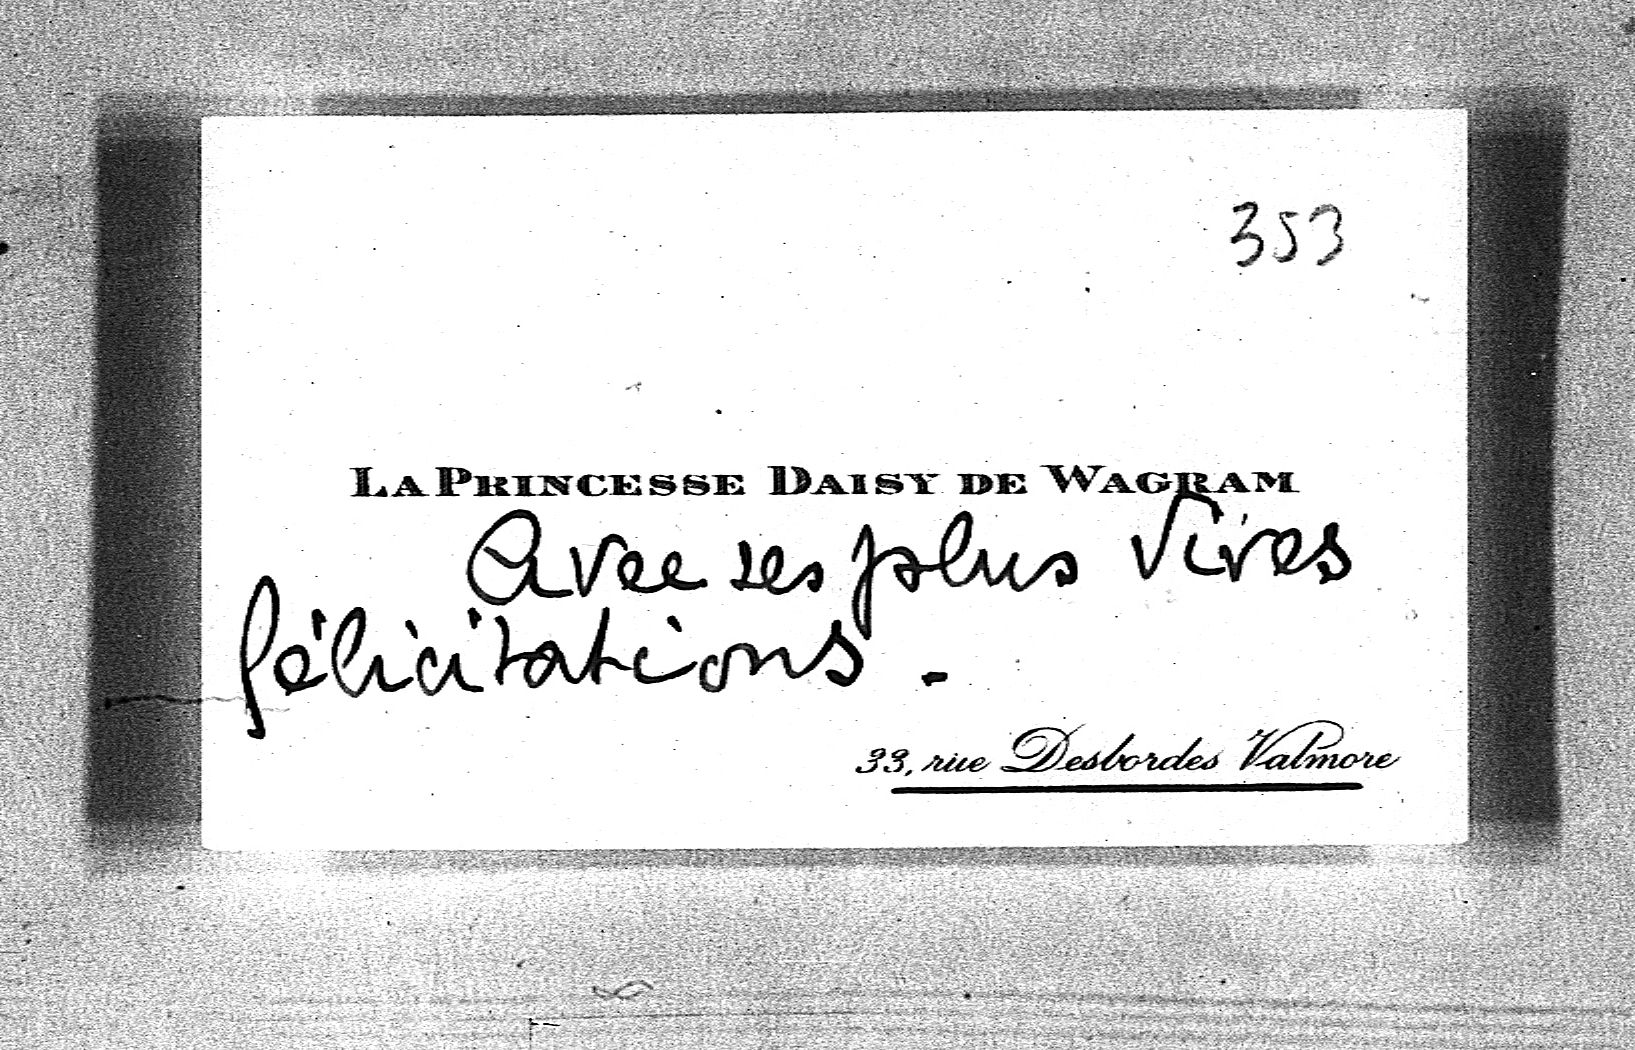 353
LA PRINCESSE DAISY DE WAGRAM
Avec ses plus vives
félicitations.
33, rue Desbordes Valmore